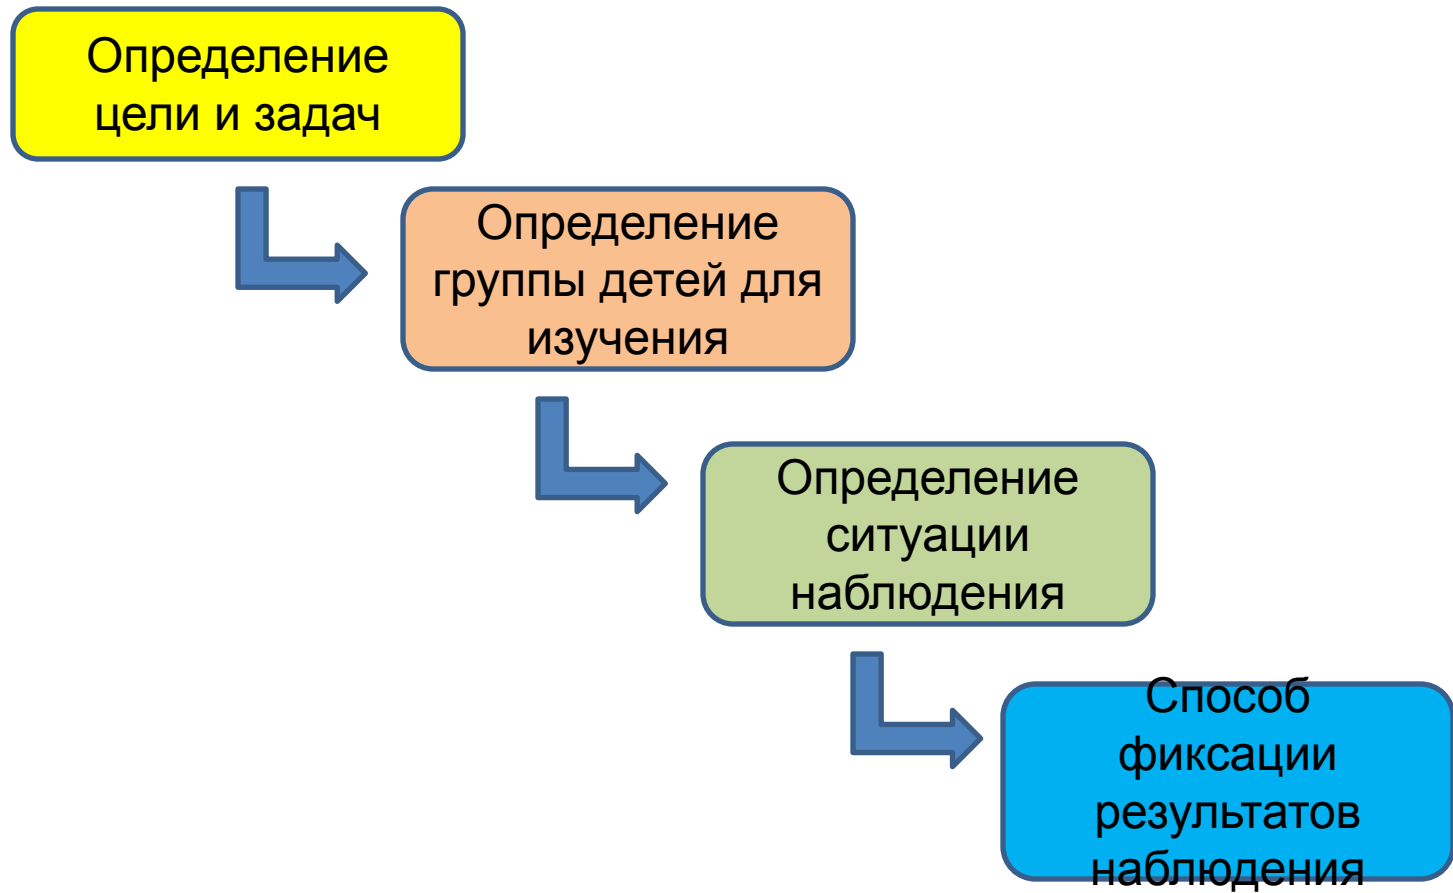 Определение
цели и задач
Определение
группы детей для
изучения
Определение
ситуации
наблюдения
Способ
фиксации
результатов
наблюдения